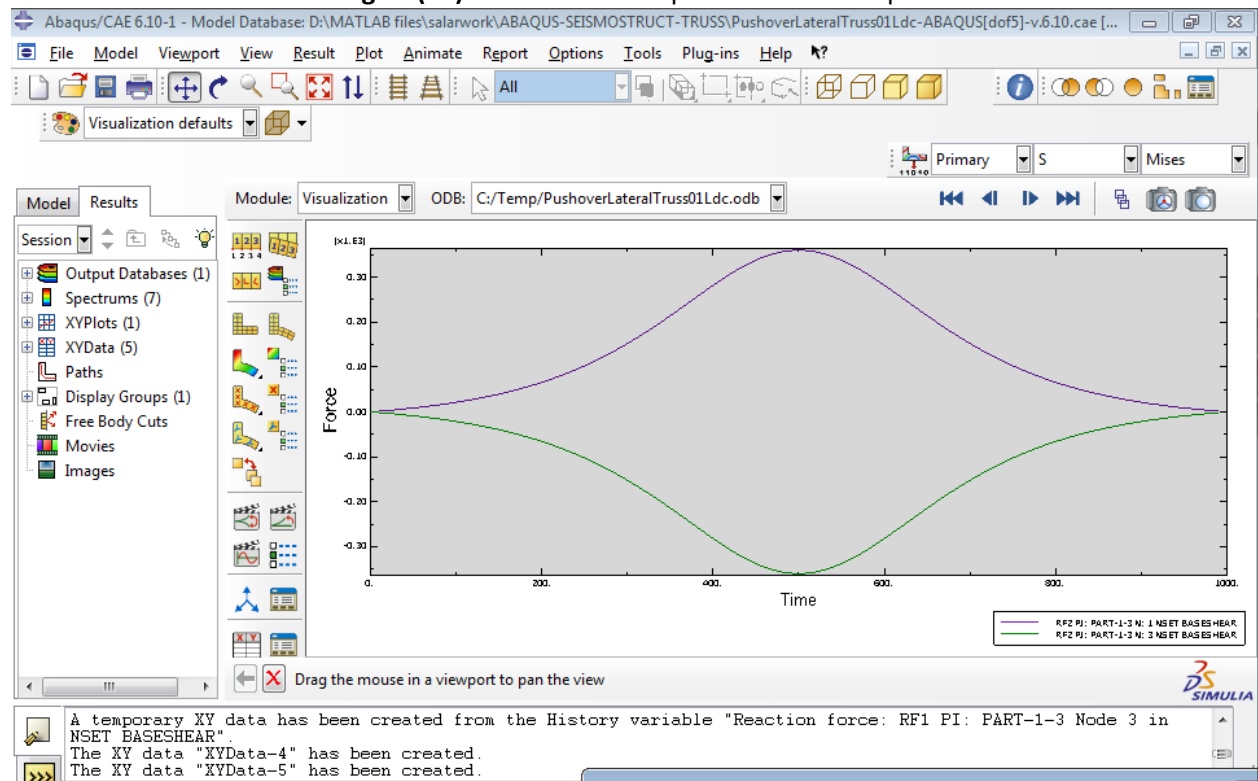 Abaqus/CAE 6.10-1 - Model Database: D:\MATLAB files\salarwork\ABAQUS-SEISMOSTRUCT-TRUSS\PushoverLateralTruss01Ldc-ABAQUS[dof5]-v.6.10.cae [...
File Model Viewport View Result Plot Animate Report Options Tools Plug-ins Help
All
Visualization defaults
Primary S Mises
Model Results
Module: Visualization ODB: C:/Temp/PushoverLateralTruss01Ldc.odb
Session
Output Databases (1)
Spectrums (7)
XYPlots (1)
XYData (5)
Paths
Display Groups (1)
Free Body Cuts
Movies
Images
[x1.E3]
0.30
0.20
0.10
0.00
-0.10
-0.20
-0.30
Force
0. 200. 400. 600. 800. 1000.
Time
RF2 PI: PART-1-3 N: 1 NSET BASESHEAR
RF2 PI: PART-1-3 N: 3 NSET BASESHEAR
Drag the mouse in a viewport to pan the view
SIMULIA
A temporary XY data has been created from the History variable "Reaction force: RF1 PI: PART-1-3 Node 3 in
NSET BASESHEAR".
The XY data "XYData-4" has been created.
The XY data "XYData-5" has been created.
>>>